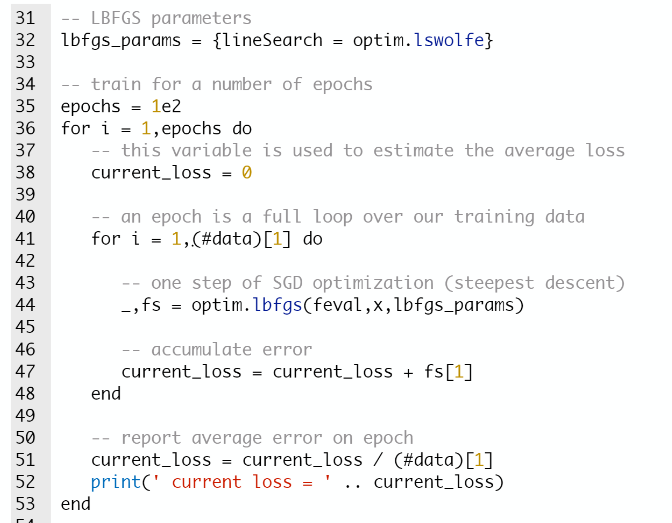 31 -- LBFGS parameters
32 lbfgs_params = {lineSearch = optim.lswolfe}
33
34 -- train for a number of epochs
35 epochs = 1e2
36 for i = 1,epochs do
37 -- this variable is used to estimate the average loss
38 current_loss = 0
39
40 -- an epoch is a full loop over our training data
41 for i = 1,(#data)[1] do
42
43 -- one step of SGD optimization (steepest descent)
44 _,fs = optim.lbfgs(feval,x,lbfgs_params)
45
46 -- accumulate error
47 current_loss = current_loss + fs[1]
48 end
49
50 -- report average error on epoch
51 current_loss = current_loss / (#data)[1]
52 print(' current loss = ' .. current_loss)
53 end